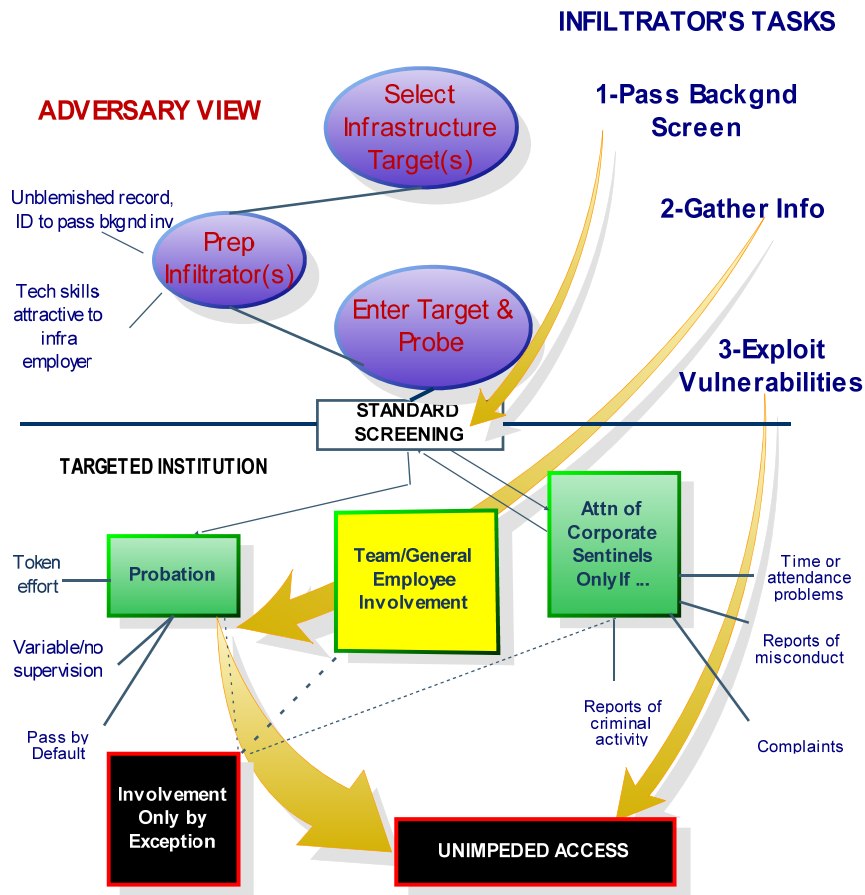 INFILTRATOR'S TASKS
ADVERSARY VIEW
Select
Infrastructure
Target(s)
1-Pass Backgnd
Screen
Unblemished record,
ID to pass bkgnd inv
2-Gather Info
Prep
Infiltrator(s)
Tech skills
attractive to
infra
employer
Enter Target &
Probe
3-Exploit
Vulnerabilities
STANDARD
SCREENING
TARGETED INSTITUTION
Attn of
Corporate
Sentinels
Only If ...
Token
effort
Probation
Team/General
Employee
Involvement
Time or
attendance
problems
Variable/no
supervision
Reports of
misconduct
Reports of
criminal
activity
Pass by
Default
Complaints
Involvement
Only by
Exception
UNIMPEDED ACCESS